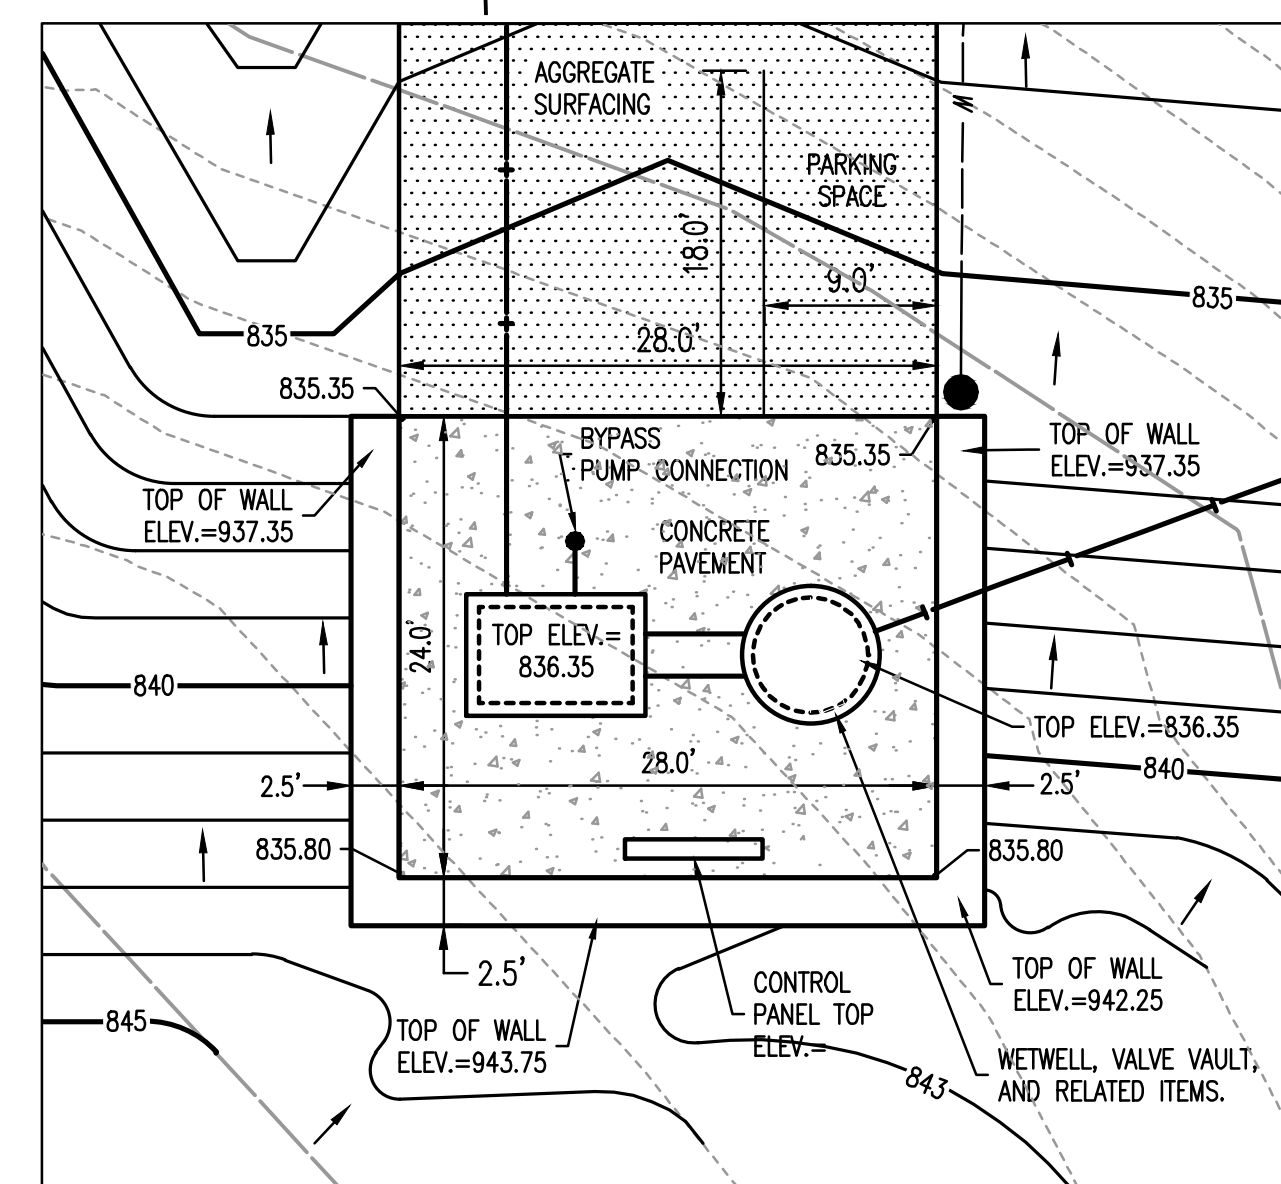 AGGREGATE
SURFACING
W
PARKING
SPACE
18.0'
9.0'
835
835
28.0'
835.35
BYPASS
PUMP CONNECTION
835.35
TOP OF WALL
ELEV.=937.35
TOP OF WALL
ELEV.=937.35
CONCRETE
PAVEMENT
24.0'
TOP ELEV.=
836.35
840
TOP ELEV.=836.35
28.0'
840
2.5'
2.5'
835.80
835.80
2.5'
CONTROL
PANEL TOP
ELEV.=
TOP OF WALL
ELEV.=942.25
845
TOP OF WALL
ELEV.=943.75
843
WETWELL, VALVE VAULT,
AND RELATED ITEMS.